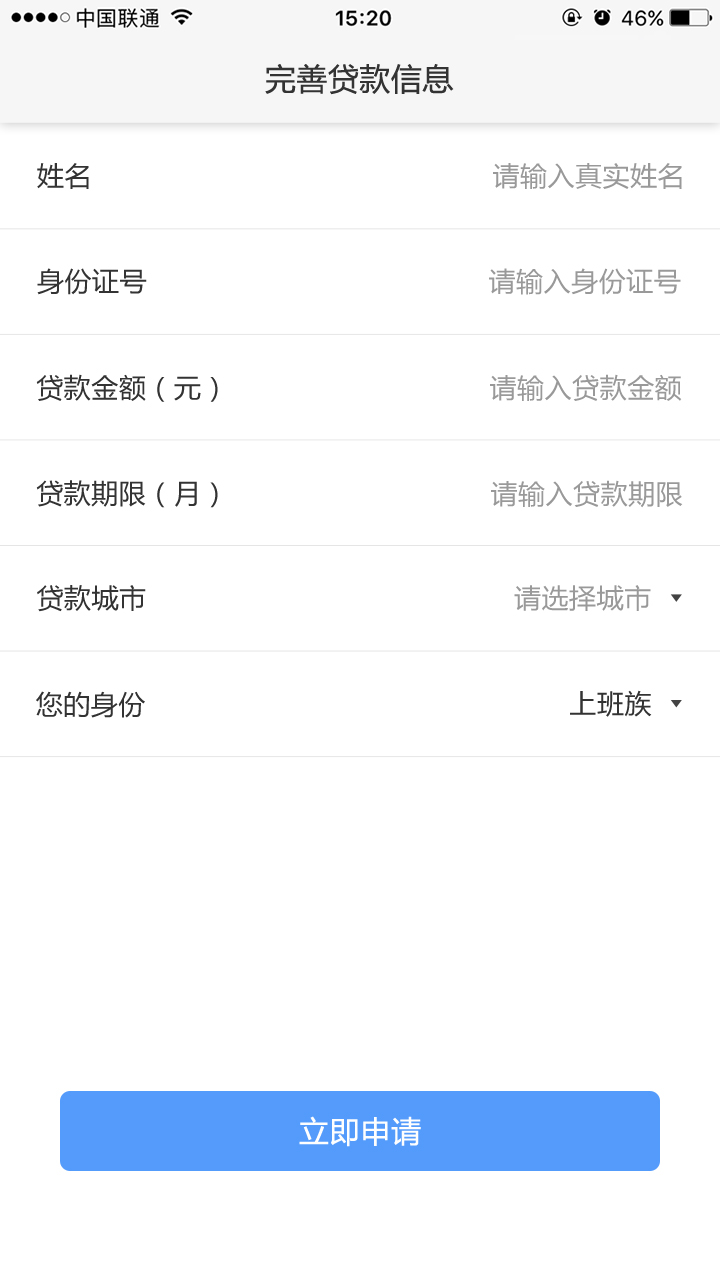 中国联通 15:20 46%
完善贷款信息
姓名 请输入真实姓名
身份证号 请输入身份证号
贷款金额（元） 请输入贷款金额
贷款期限（月） 请输入贷款期限
贷款城市 请选择城市
您的身份 上班族
立即申请